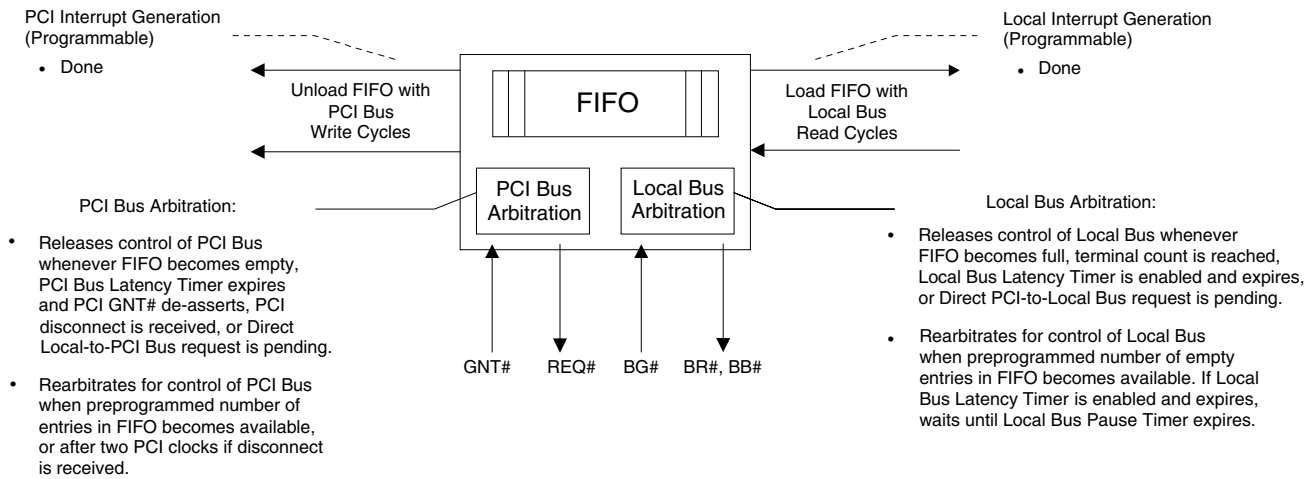 PCI Interrupt Generation
(Programmable)
• Done
Local Interrupt Generation
(Programmable)
• Done
Unload FIFO with
PCI Bus
Write Cycles
FIFO
Load FIFO with
Local Bus
Read Cycles
PCI Bus
Arbitration
Local Bus
Arbitration
GNT#
REQ#
BG#
BR#, BB#
PCI Bus Arbitration:
• Releases control of PCI Bus
whenever FIFO becomes empty,
PCI Bus Latency Timer expires
and PCI GNT# de-asserts, PCI
disconnect is received, or Direct
Local-to-PCI Bus request is pending.
• Rearbitrates for control of PCI Bus
when preprogrammed number of
entries in FIFO becomes available,
or after two PCI clocks if disconnect
is received.
Local Bus Arbitration:
• Releases control of Local Bus whenever
FIFO becomes full, terminal count is reached,
Local Bus Latency Timer is enabled and expires,
or Direct PCI-to-Local Bus request is pending.
• Rearbitrates for control of Local Bus
when preprogrammed number of empty
entries in FIFO becomes available. If Local
Bus Latency Timer is enabled and expires,
waits until Local Bus Pause Timer expires.